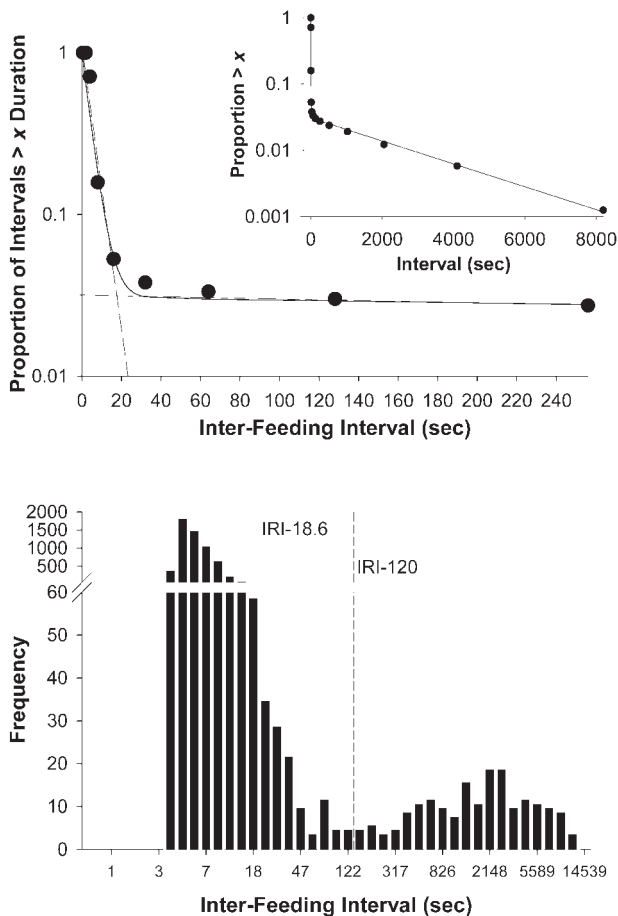 Proportion of Intervals > x Duration
1
0.1
0.01
0 20 40 60 80 100 120 140 160 180 200 220 240
Inter-Feeding Interval (sec)
Proportion > x
1
0.1
0.01
0.001
0 2000 4000 6000 8000
Interval (sec)
Frequency
2000
1500
1000
500
60
50
40
30
20
10
0
IRI-18.6
IRI-120
1 3 7 18 47 122 317 826 2148 5589 14539
Inter-Feeding Interval (sec)